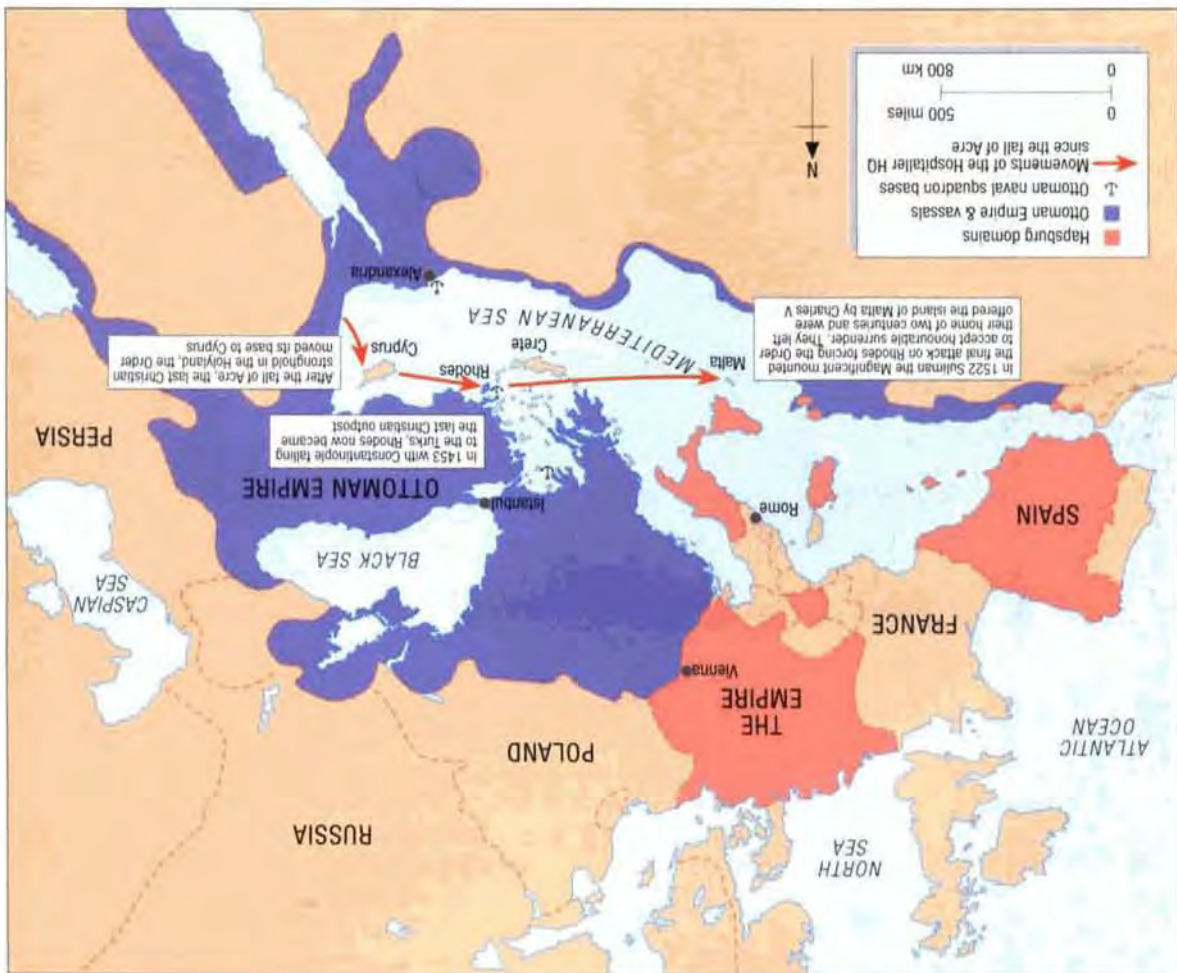 NORTH
SEA
RUSSIA
ATLANTIC
OCEAN
THE
EMPIRE
POLAND
FRANCE
Vienna
CASPIAN
SEA
BLACK SEA
SPAIN
Rome
Istanbul
OTTOMAN EMPIRE
PERSIA
In 1453 with Constantinople falling
to the Turks, Rhodes now became
the last Christian outpost
Malta
MEDITERRANEAN SEA
Crete
Rhodes
Cyprus
After the fall of Acre, the last Christian
stronghold in the Holyland, the Order
moved its base to Cyprus
In 1522 Suliman the Magnificent mounted
the final attack on Rhodes forcing the Order
to accept honourable surrender. They left
their home of two centuries and were
offered the island of Malta by Charles V
Alexandria
Hapsburg domains
Ottoman Empire & vassals
Ottoman naval squadron bases
Movements of the Hospitaller HQ
since the fall of Acre
0 500 miles
0 800 km
N